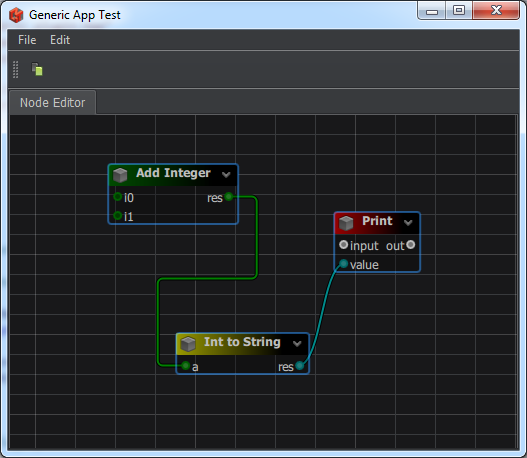 Generic App Test
File Edit
Node Editor
Add Integer
i0 res
i1
Print
input out
value
Int to String
a res